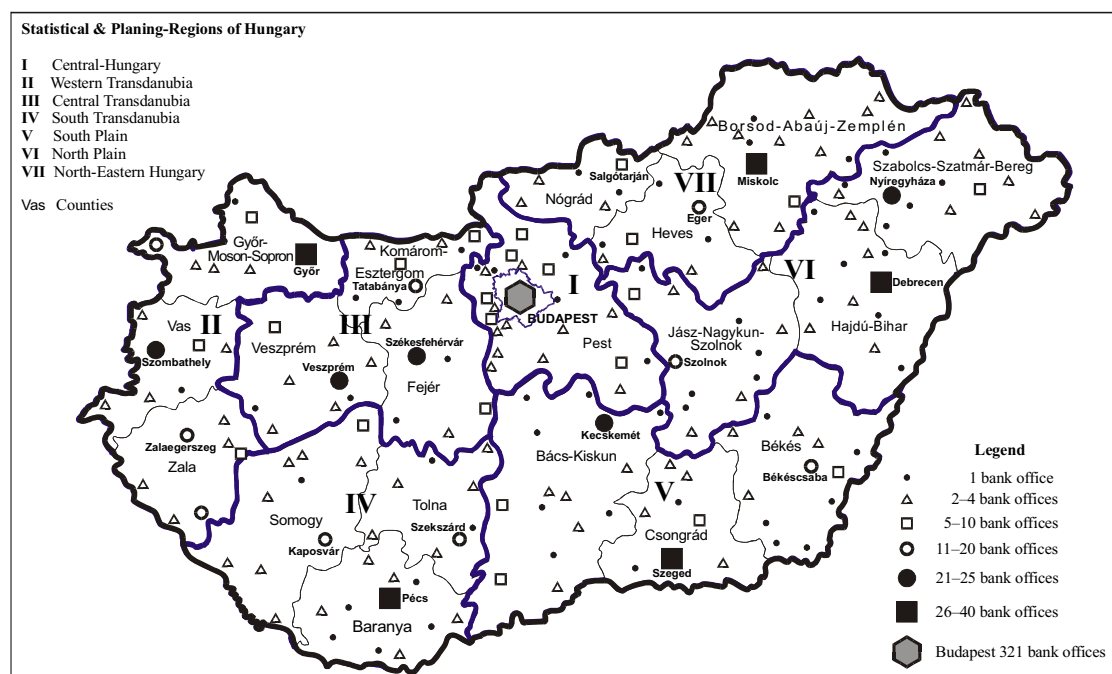 Statistical & Planing-Regions of Hungary
I Central-Hungary
II Western Transdanubia
III Central Transdanubia
IV South Transdanubia
V South Plain
VI North Plain
VII North-Eastern Hungary
Vas Counties
Borsod-Abaúj-Zemplén
Szabolcs-Szatmár-Bereg
Salgótarján
VII
Miskolc
Nyíregyháza
Nógrád
Eger
Heves
Győr-
Moson-Sopron
Győr
Komárom-
Esztergom
Tatabánya
I
VI
Debrecen
BUDAPEST
Vas
II
Veszprém
III
Székesfehérvár
Pest
Jász-Nagykun-
Szolnok
Szolnok
Hajdú-Bihar
Szombathely
Veszprém
Fejér
Zalaegerszeg
Zala
Kecskemét
Bács-Kiskun
Békés
Békéscsaba
IV
Tolna
V
Somogy
Szekszárd
Csongrád
Kaposvár
Szeged
Pécs
Baranya
Legend
1 bank office
2–4 bank offices
5–10 bank offices
11–20 bank offices
21–25 bank offices
26–40 bank offices
Budapest 321 bank offices